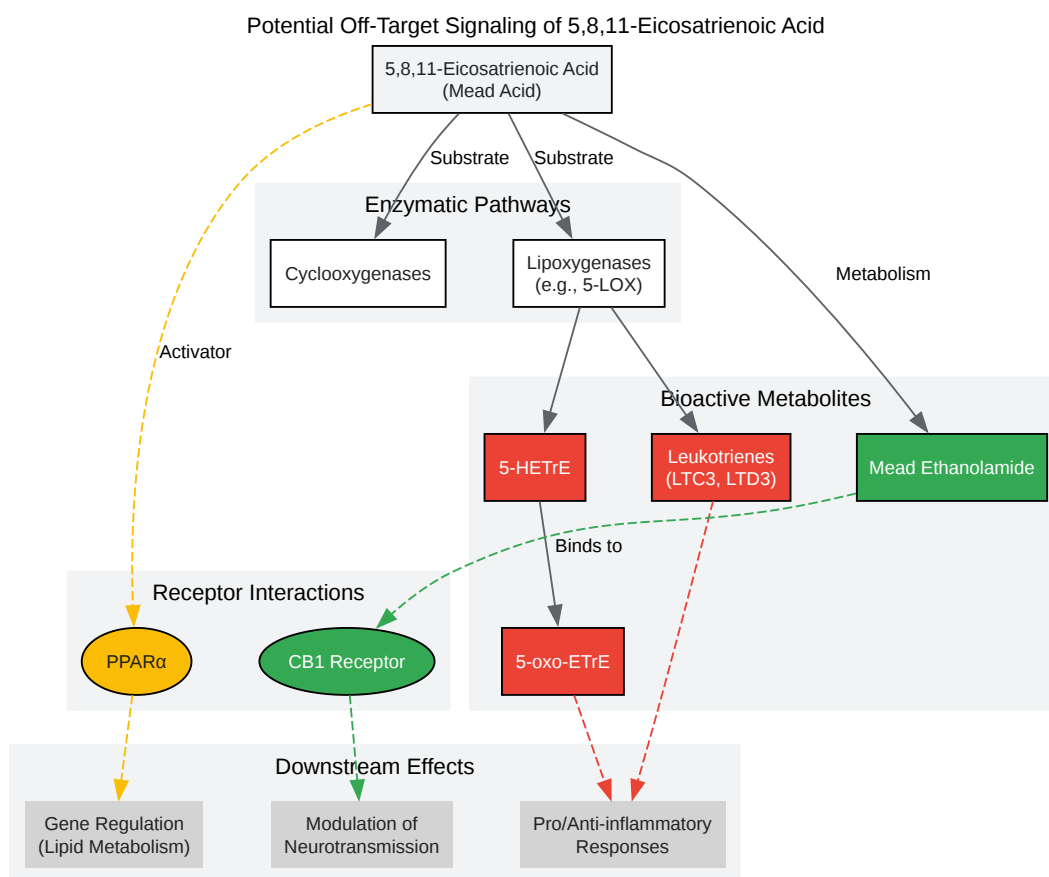 Potential Off-Target Signaling of 5,8,11-Eicosatrienoic Acid
5,8,11-Eicosatrienoic Acid
(Mead Acid)
Substrate
Substrate
Enzymatic Pathways
Cyclooxygenases
Lipoxygenases
(e.g., 5-LOX)
Metabolism
Activator
Bioactive Metabolites
5-HETrE
Leukotrienes
(LTC3, LTD3)
Mead Ethanolamide
Binds to
Receptor Interactions
PPARα
CB1 Receptor
5-oxo-ETrE
Downstream Effects
Gene Regulation
(Lipid Metabolism)
Modulation of
Neurotransmission
Pro/Anti-inflammatory
Responses